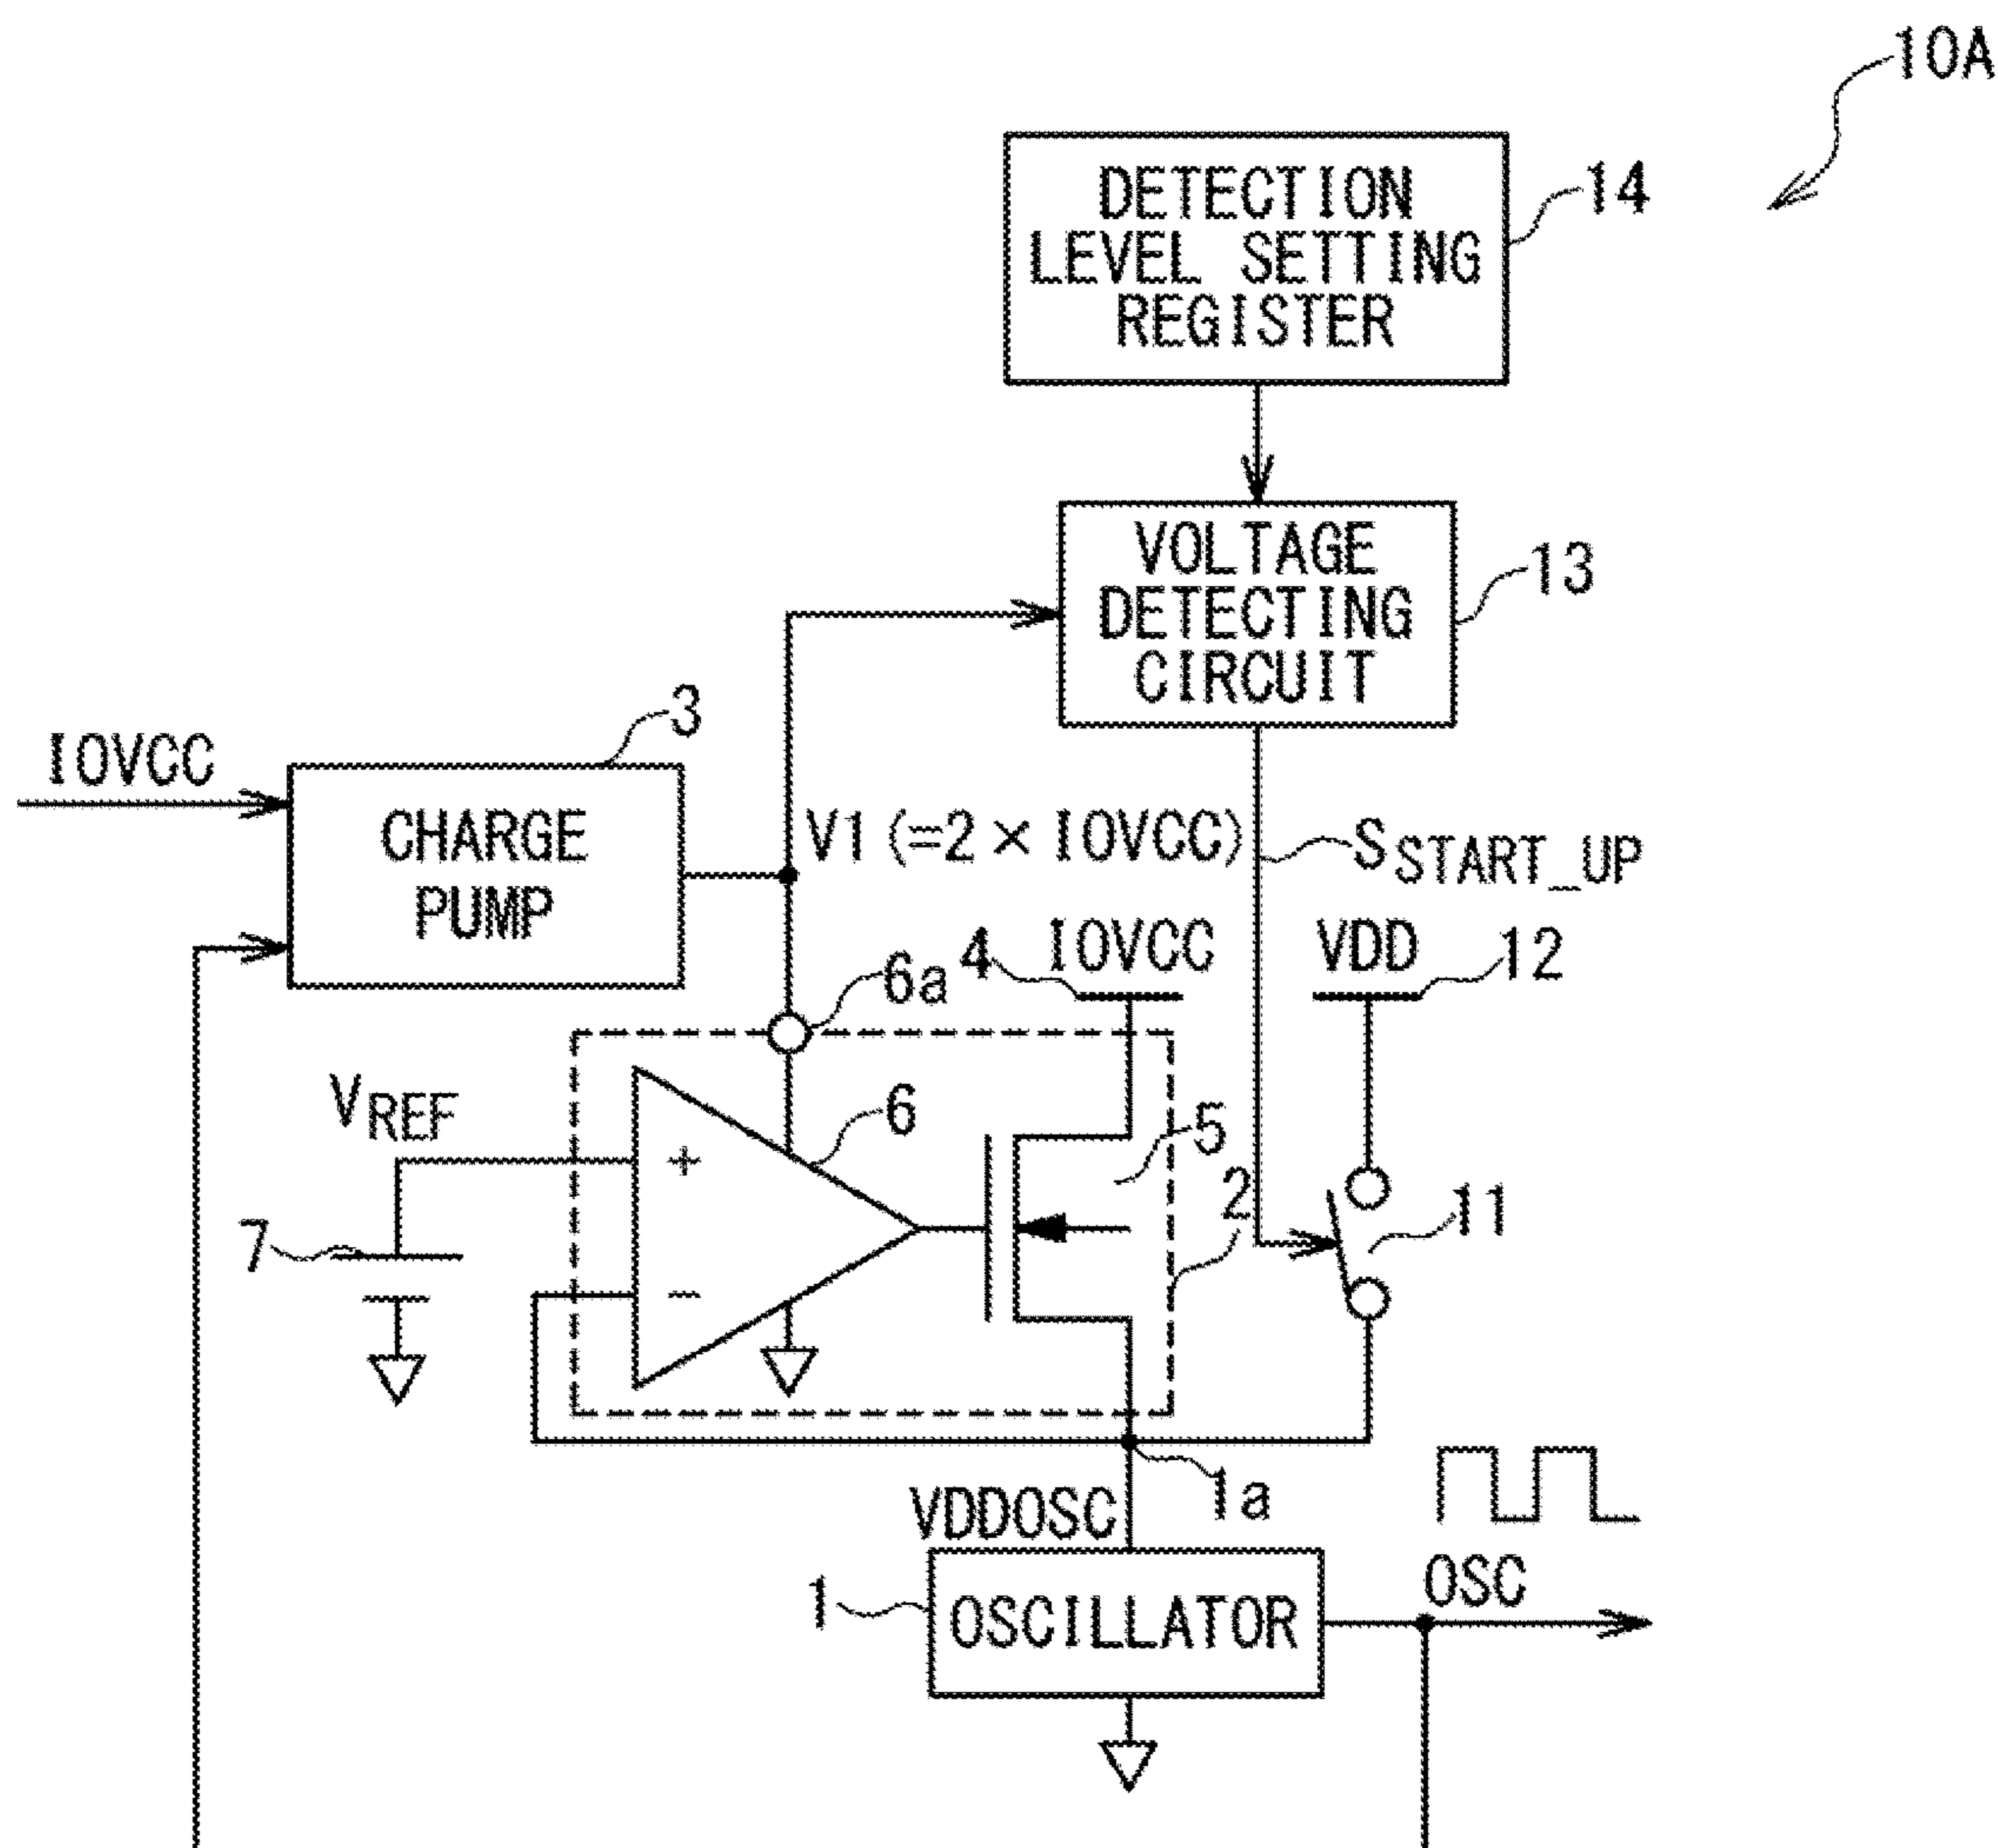 10A
DETECTION
LEVEL SETTING
REGISTER
14
VOLTAGE
DETECTING
CIRCUIT
13
3
IOVCC
CHARGE
PUMP
V1 (=2 × IOVCC)
SSTART_UP
6a
4
IOVCC
VDD
12
VREF
6
5
2
+
7
11
−
1a
VDDOSC
OSC
1
OSCILLATOR